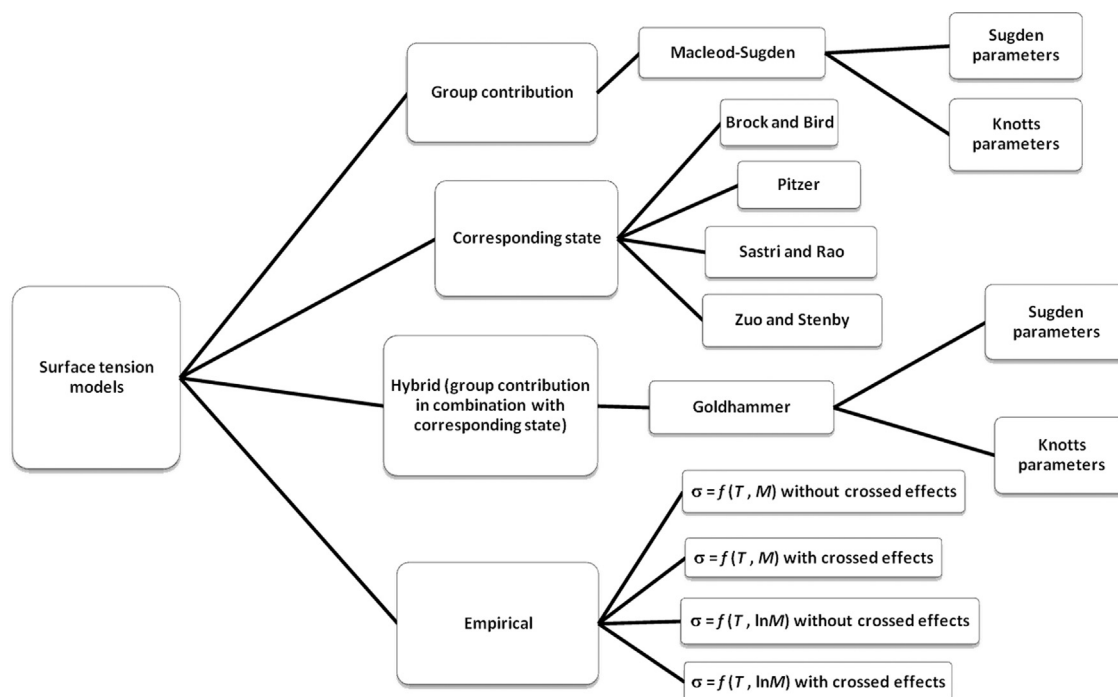 Surface tension
models
Group contribution
Macleod-Sugden
Sugden
parameters
Knotts
parameters
Corresponding state
Brock and Bird
Pitzer
Sastri and Rao
Zuo and Stenby
Hybrid (group contribution
in combination with
corresponding state)
Goldhammer
Sugden
parameters
Knotts
parameters
Empirical
σ = f (T , M) without crossed effects
σ = f (T , M) with crossed effects
σ = f (T , lnM) without crossed effects
σ = f (T , lnM) with crossed effects